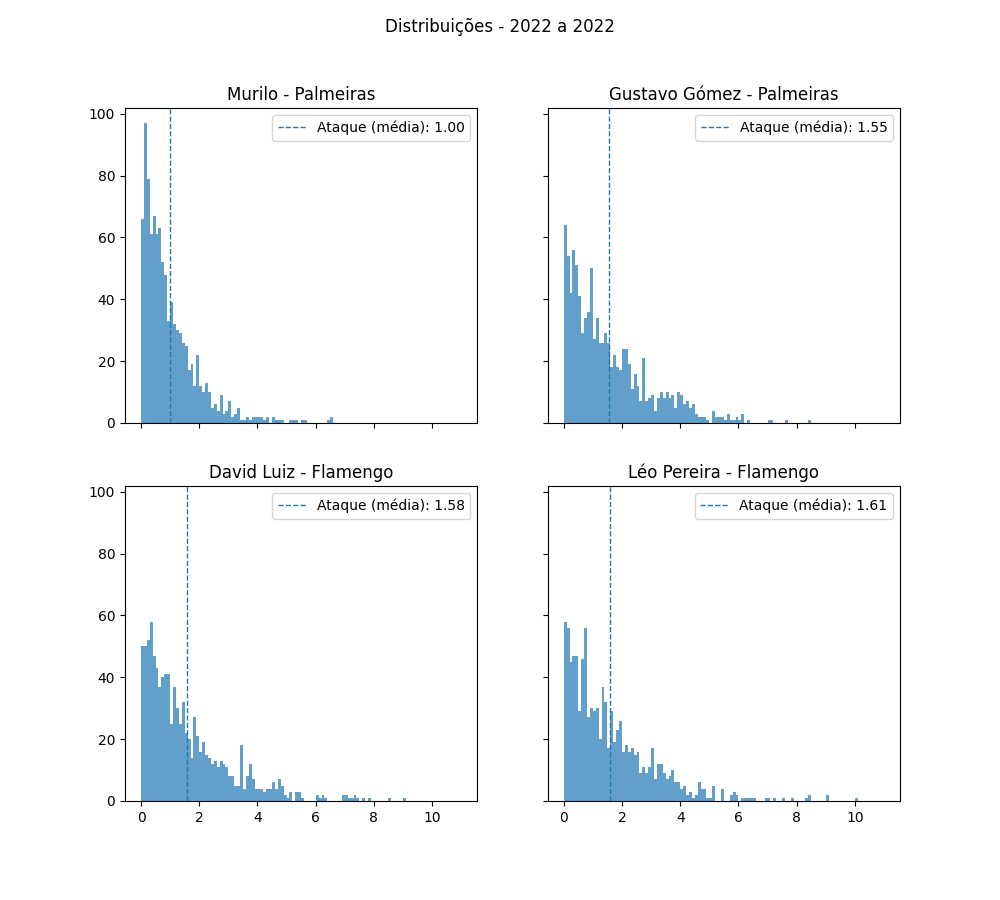 Distribuições - 2022 a 2022
Murilo - Palmeiras
Ataque (média): 1.00
100
80
60
40
20
0
Gustavo Gómez - Palmeiras
Ataque (média): 1.55
David Luiz - Flamengo
Ataque (média): 1.58
100
80
60
40
20
0
0 2 4 6 8 10
Léo Pereira - Flamengo
Ataque (média): 1.61
0 2 4 6 8 10